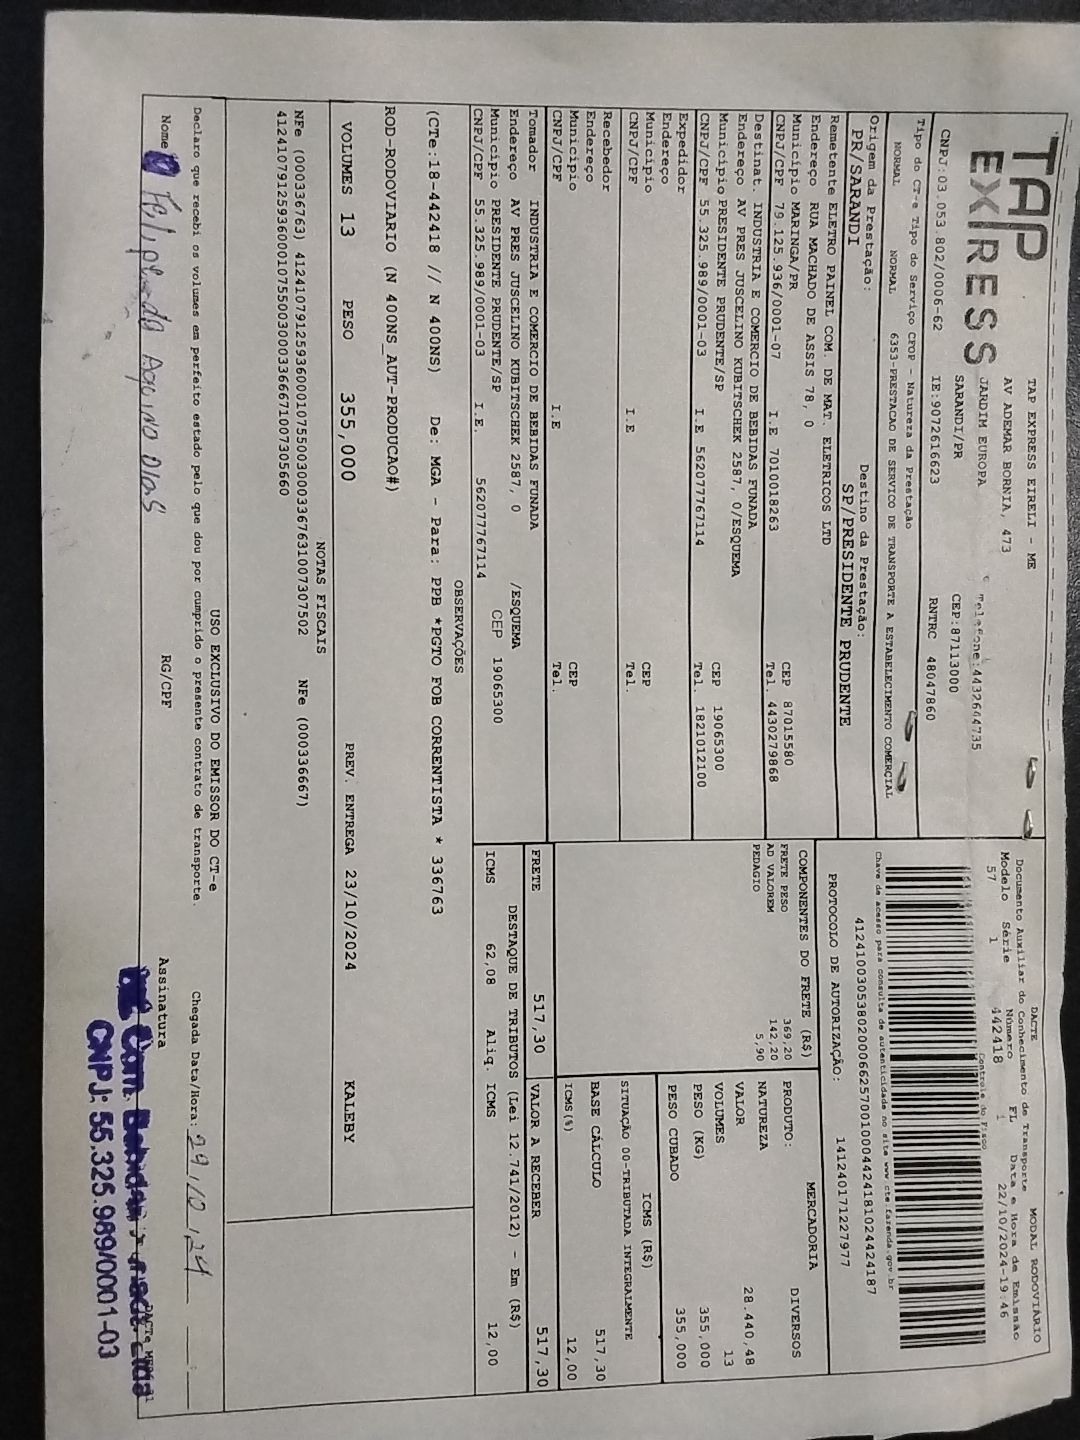 TAP
EXPRESS
TAP EXPRESS EIRELI - ME
AV ADEMAR BORNIA, 473
JARDIM EUROPA Telefone:4432644735
SARANDI/PR CEP:87113000
CNPJ:03.053.802/0006-62 IE:9072616623 RNTRC 48047860
DACTE MODAL RODOVIÁRIO
Documento Auxiliar do Conhecimento de Transporte
Modelo Série Número FL Data e Hora de Emissão
57 1 442418 1 22/10/2024-19:46
Controle do Fisco
Tipo do CT-e Tipo do Serviço CFOP - Natureza da Prestação
NORMAL NORMAL 6353-PRESTACAO DE SERVICO DE TRANSPORTE A ESTABELECIMENTO COMERCIAL
Chave de acesso para consulta de autenticidade no site www.cte.fazenda.gov.br
41241003053802000662570010004424181024424187
Origem da Prestação: Destino da Prestação:
PR/SARANDI SP/PRESIDENTE PRUDENTE
PROTOCOLO DE AUTORIZAÇÃO: 141240171227977
Remetente ELETRO PAINEL COM. DE MAT. ELETRICOS LTD
Endereço RUA MACHADO DE ASSIS 78, 0
Município MARINGA/PR CEP 87015580
CNPJ/CPF 79.125.936/0001-07 I.E 7010018263 Tel. 4430279868
Destinat. INDUSTRIA E COMERCIO DE BEBIDAS FUNADA
Endereço AV PRES JUSCELINO KUBITSCHEK 2587, 0/ESQUEMA
Município PRESIDENTE PRUDENTE/SP CEP 19065300
CNPJ/CPF 55.325.989/0001-03 I.E 562077767114 Tel. 1821012100
Expedidor
Endereço
Município CEP
CNPJ/CPF I.E Tel.
Recebedor
Endereço
Município CEP
CNPJ/CPF I.E Tel.
Tomador INDUSTRIA E COMERCIO DE BEBIDAS FUNADA
Endereço AV PRES JUSCELINO KUBITSCHEK 2587, 0 /ESQUEMA
Município PRESIDENTE PRUDENTE/SP CEP 19065300
CNPJ/CPF 55.325.989/0001-03 I.E. 562077767114
COMPONENTES DO FRETE (R$)
FRETE PESO 369,20
AD VALOREM 142,20
PEDAGIO 5,90
MERCADORIA
PRODUTO: DIVERSOS
NATUREZA
VALOR 28.440,48
VOLUMES 13
PESO (KG) 355,000
PESO CUBADO 355,000
ICMS (R$)
SITUAÇÃO 00-TRIBUTADA INTEGRALMENTE
BASE CÁLCULO 517,30
ICMS(%) 12,00
FRETE 517,30 VALOR A RECEBER 517,30
DESTAQUE DE TRIBUTOS (Lei 12.741/2012) - Em (R$)
ICMS 62,08 Aliq. ICMS 12,00
OBSERVAÇÕES
(CTe:18-442418 // N 400NS) De: MGA - Para: PPB *PGTO FOB CORRENTISTA * 336763
ROD-RODOVIARIO (N 400NS_AUT-PRODUCAO#)
VOLUMES 13 PESO 355,000 PREV. ENTREGA 23/10/2024 KALEBY
NOTAS FISCAIS
NFe (000336763) 41241079125936000107550030003367631007307502 NFe (000336667)
41241079125936000107550030003366671007305660
USO EXCLUSIVO DO EMISSOR DO CT-e
Declaro que recebi os volumes em perfeito estado pelo que dou por cumprido o presente contrato de transporte. Chegada Data/Hora: 29/10/24 __:__
Nome Felipe do Aquino Dias RG/CPF Assinatura
CNPJ: 55.325.989/0001-03